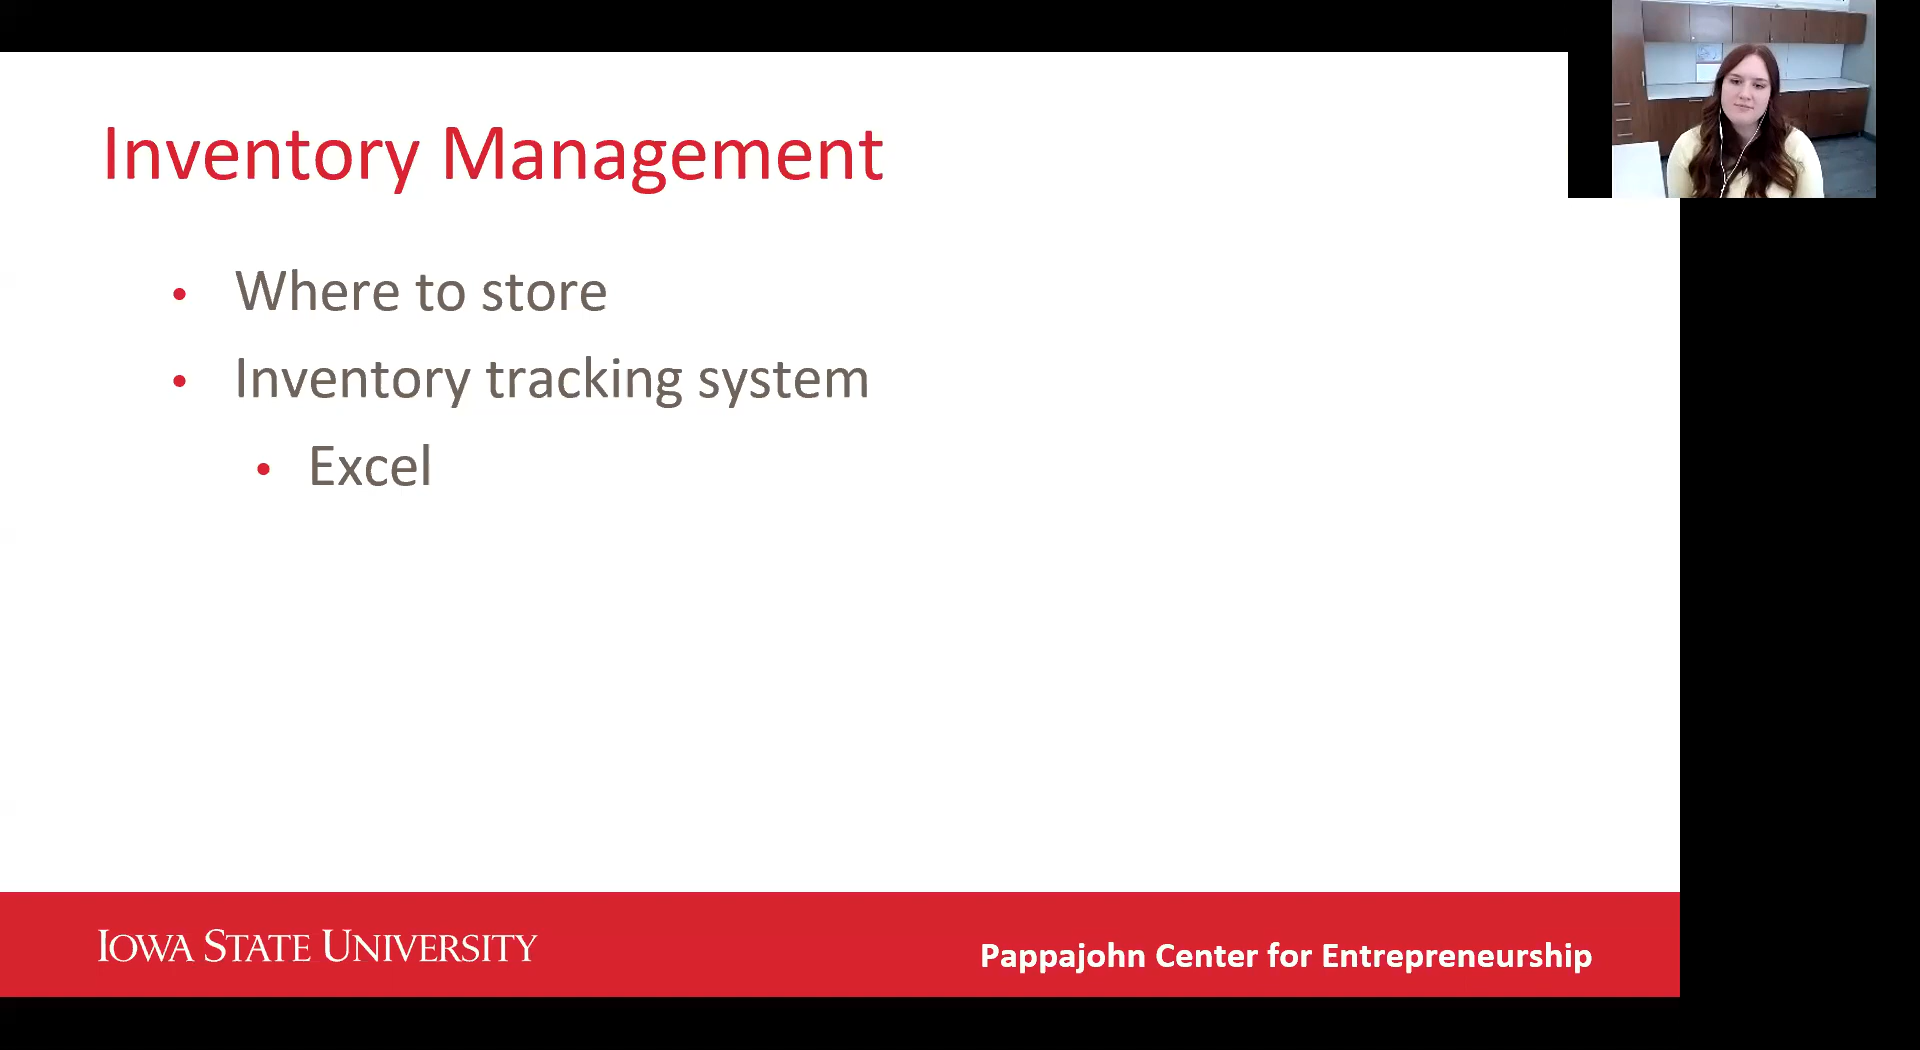 Inventory Management
• Where to store
• Inventory tracking system
• Excel
IOWA STATE UNIVERSITY
Pappajohn Center for Entrepreneurship